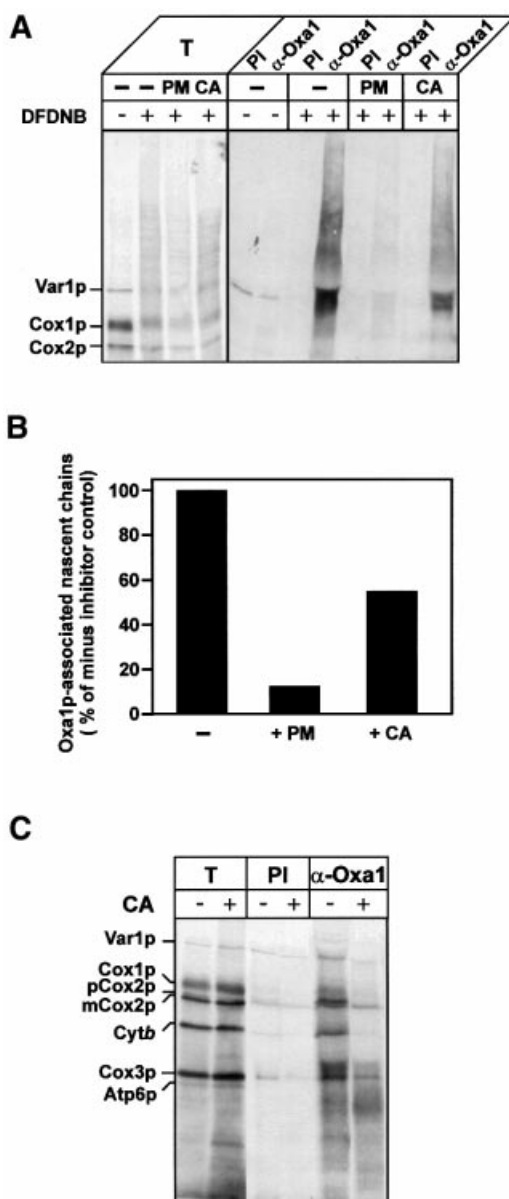 A
T
PI α-Oxa1 PI α-Oxa1 PI α-Oxa1 PI α-Oxa1
– – PM CA – – PM CA
DFDNB - + + + - - + + + + + +
Var1p
Cox1p
Cox2p
B
Oxa1p-associated nascent chains
( % of minus inhibitor control)
100
80
60
40
20
0
– + PM + CA
C
T PI α-Oxa1
CA - + - + - +
Var1p
Cox1p
pCox2p
mCox2p
Cytb
Cox3p
Atp6p